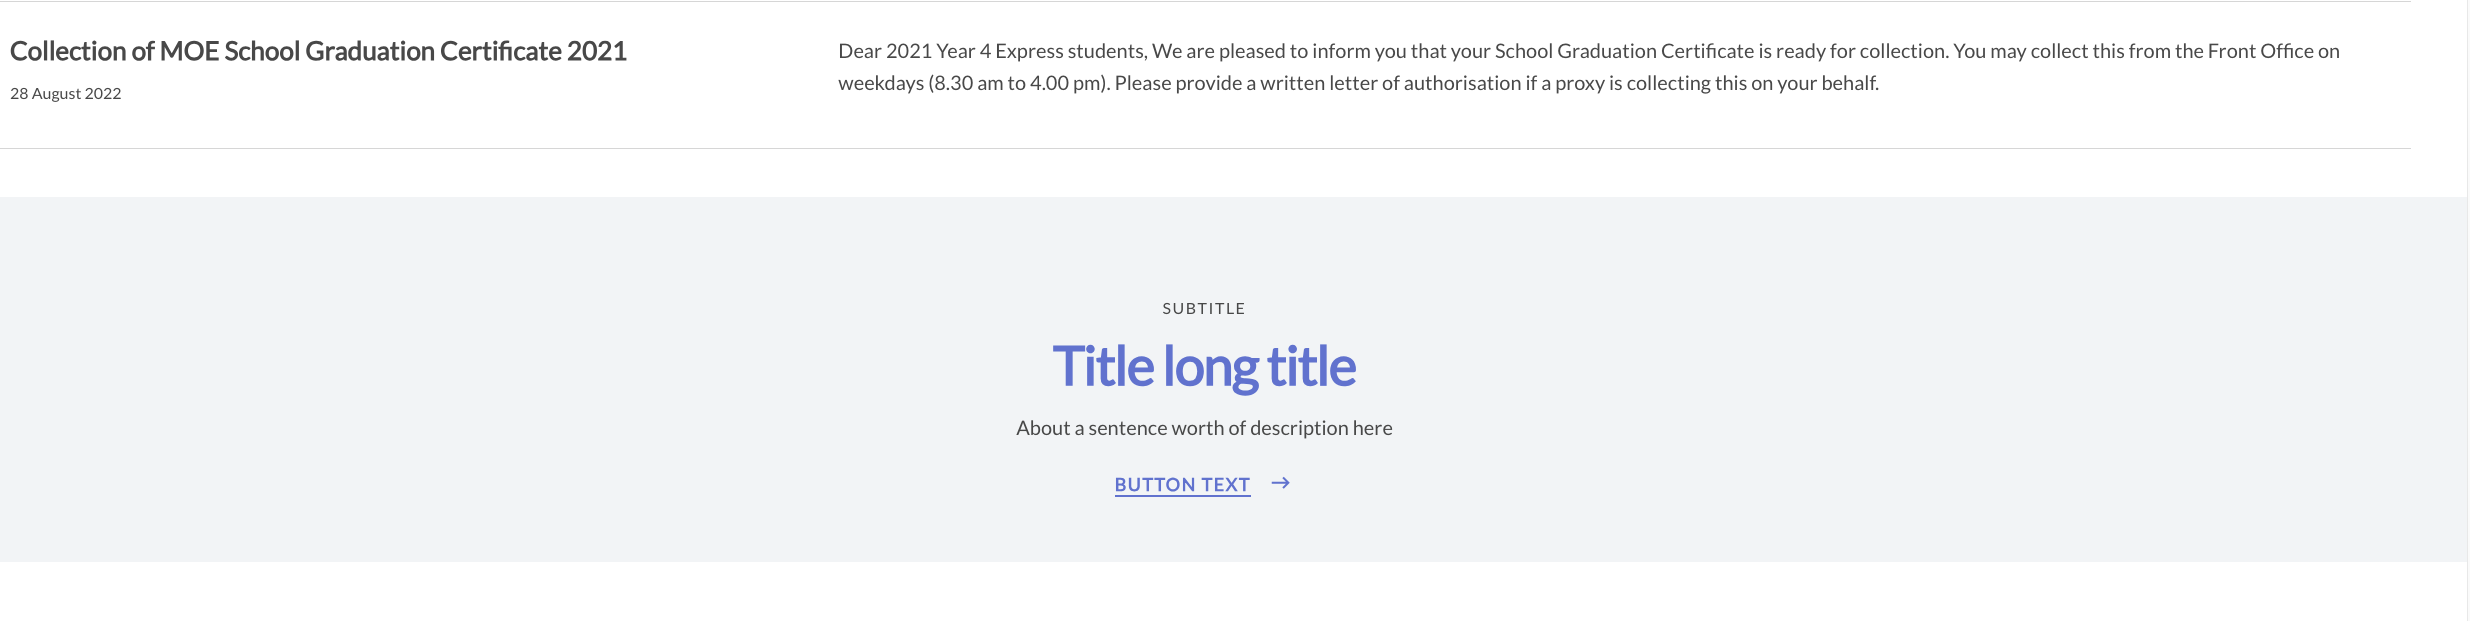 Collection of MOE School Graduation Certificate 2021
28 August 2022
Dear 2021 Year 4 Express students, We are pleased to inform you that your School Graduation Certificate is ready for collection. You may collect this from the Front Office on
weekdays (8.30 am to 4.00 pm). Please provide a written letter of authorisation if a proxy is collecting this on your behalf.
SUBTITLE
Title long title
About a sentence worth of description here
BUTTON TEXT →